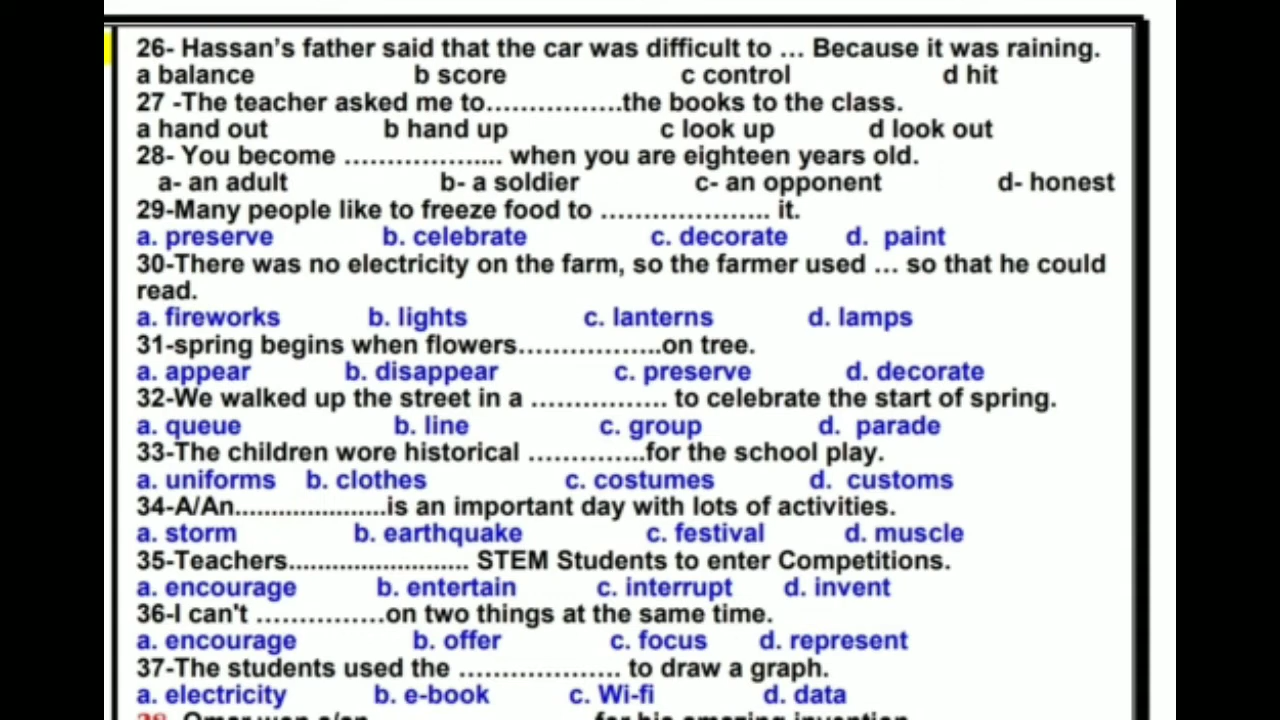 26- Hassan's father said that the car was difficult to … Because it was raining.
a balance b score c control d hit
27 -The teacher asked me to……………the books to the class.
a hand out b hand up c look up d look out
28- You become ……………….... when you are eighteen years old.
a- an adult b- a soldier c- an opponent d- honest
29-Many people like to freeze food to ……………….. it.
a. preserve b. celebrate c. decorate d. paint
30-There was no electricity on the farm, so the farmer used … so that he could
read.
a. fireworks b. lights c. lanterns d. lamps
31-spring begins when flowers……………..on tree.
a. appear b. disappear c. preserve d. decorate
32-We walked up the street in a ……………. to celebrate the start of spring.
a. queue b. line c. group d. parade
33-The children wore historical …………..for the school play.
a. uniforms b. clothes c. costumes d. customs
34-A/An.....................is an important day with lots of activities.
a. storm b. earthquake c. festival d. muscle
35-Teachers......................... STEM Students to enter Competitions.
a. encourage b. entertain c. interrupt d. invent
36-I can't ……………on two things at the same time.
a. encourage b. offer c. focus d. represent
37-The students used the ……………….. to draw a graph.
a. electricity b. e-book c. Wi-fi d. data
38- Omar won a/an for his amazing invention